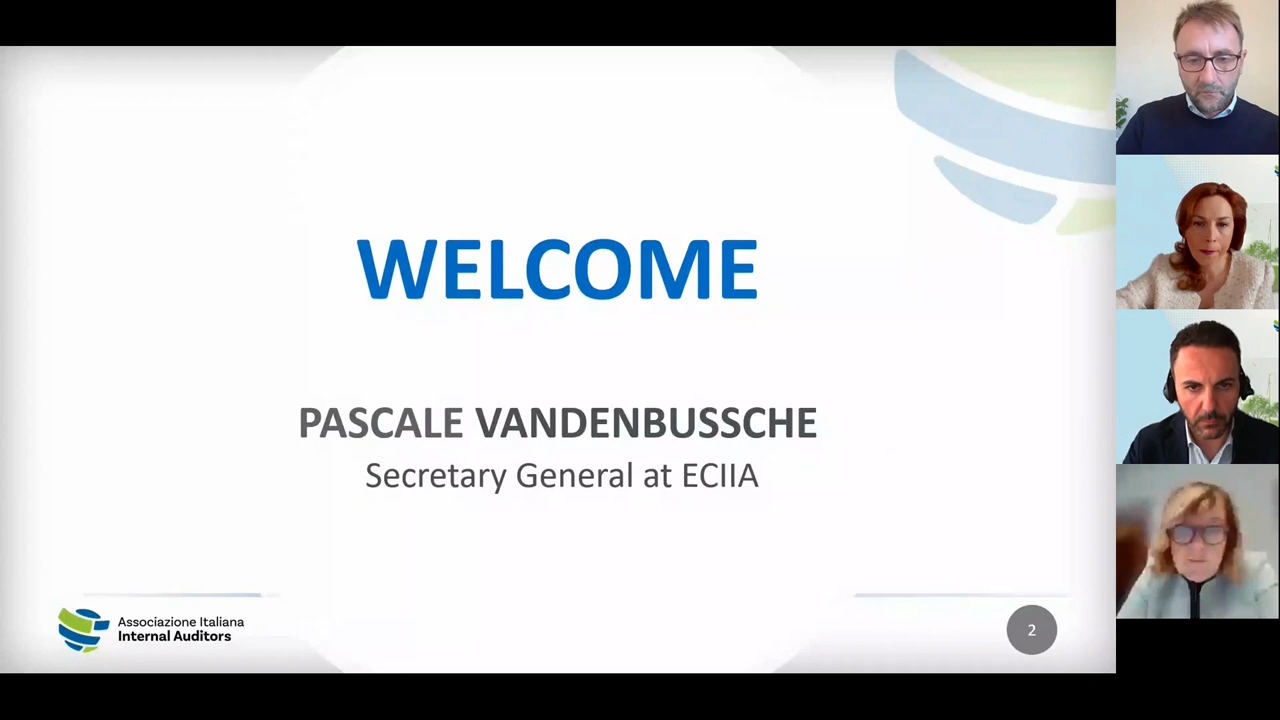 WELCOME
PASCALE VANDENBUSSCHE
Secretary General at ECIIA
Associazione Italiana
Internal Auditors
2